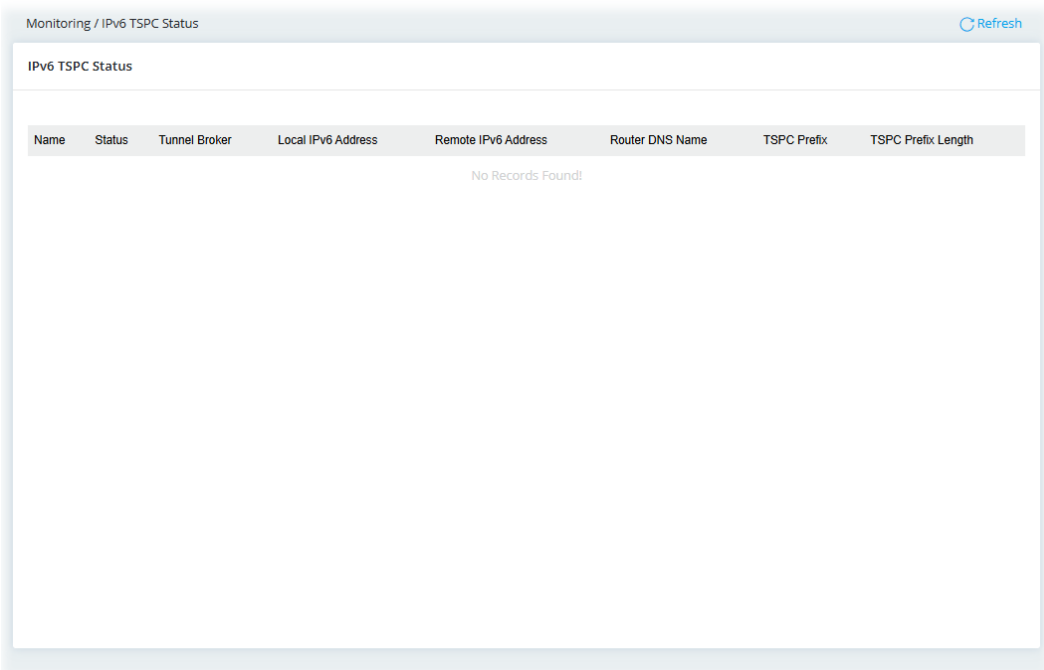 Monitoring / IPv6 TSPC Status Refresh
IPv6 TSPC Status
Name Status Tunnel Broker Local IPv6 Address Remote IPv6 Address Router DNS Name TSPC Prefix TSPC Prefix Length
No Records Found!